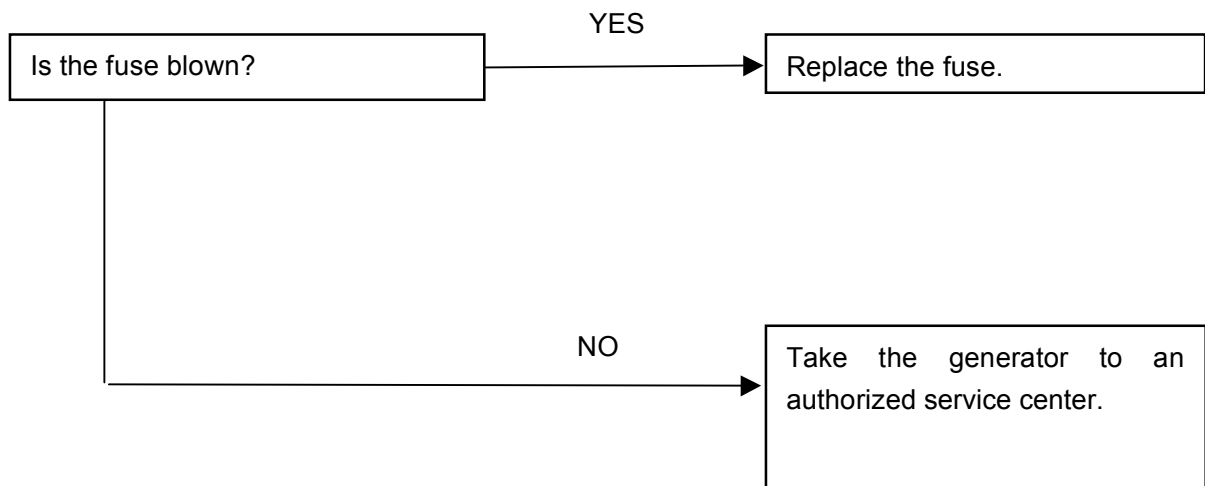 YES
Is the fuse blown?
Replace the fuse.
NO
Take the generator to an
authorized service center.